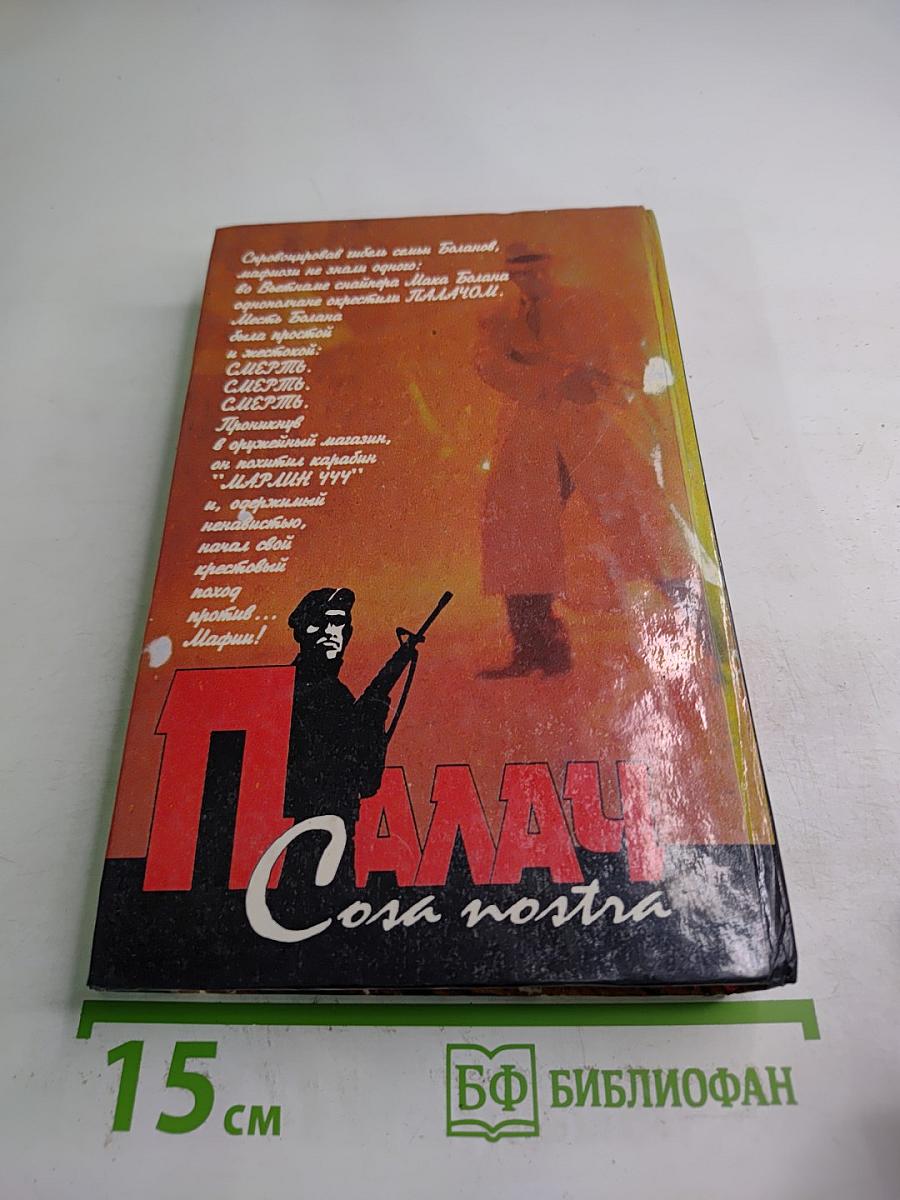 Спровоцировав гибель семьи Боланов,
мафиози не знали одного:
во Вьетнаме снайпера Мака Болана
однополчане окрестили ПАЛАЧОМ.
Месть Болана
была простой
и жестокой:
СМЕРТЬ.
СМЕРТЬ.
СМЕРТЬ.
Проникнув
в оружейный магазин,
он похитил карабин
"МАРЛИН 444"
и, одержимый
ненавистью,
начал свой
крестовый
поход
против...
Мафии!
ПАЛАЧ
Cosa nostra
15 см
БФ БИБЛИОФАН